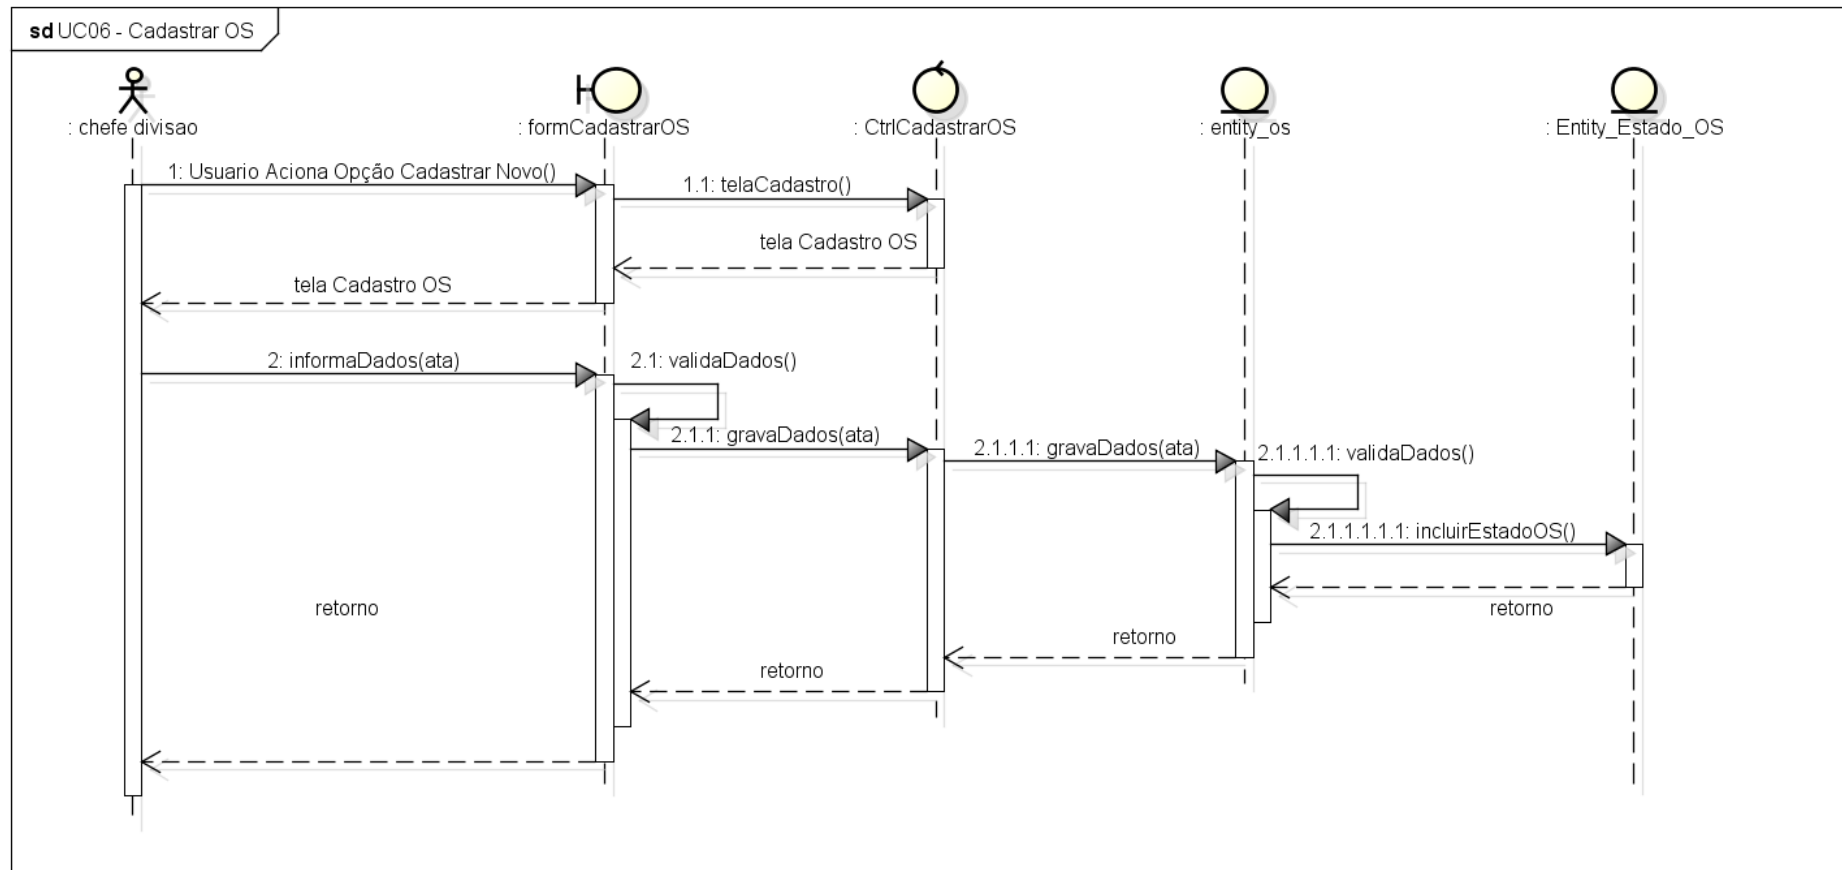 sd UC06 - Cadastrar OS
: chefe divisao
: formCadastrarOS
: CtrlCadastrarOS
: entity_os
: Entity_Estado_OS
1: Usuario Aciona Opção Cadastrar Novo()
1.1: telaCadastro()
tela Cadastro OS
tela Cadastro OS
2: informaDados(ata)
2.1: validaDados()
2.1.1: gravaDados(ata)
2.1.1.1: gravaDados(ata)
2.1.1.1.1: validaDados()
2.1.1.1.1.1: incluirEstadoOS()
retorno
retorno
retorno
retorno